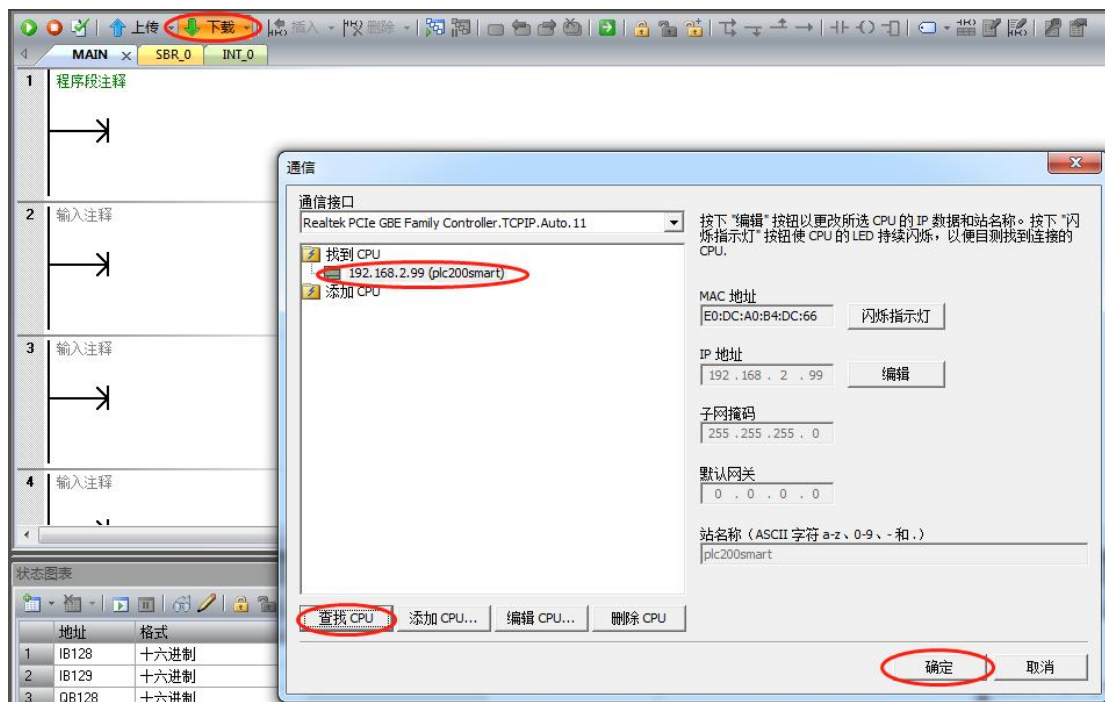 上传 下载 插入 删除
MAIN × SBR_0 INT_0
1 程序段注释
2 输入注释
3 输入注释
4 输入注释
状态图表
地址 格式
1 IB128 十六进制
2 IB129 十六进制
3 QB128 十六进制
通信
通信接口
Realtek PCIe GBE Family Controller.TCPIP.Auto.11
找到 CPU
192.168.2.99 (plc200smart)
添加 CPU
查找 CPU 添加 CPU... 编辑 CPU... 删除 CPU
按下 "编辑" 按钮以更改所选 CPU 的 IP 数据和站名称。按下 "闪
烁指示灯" 按钮使 CPU 的 LED 持续闪烁，以便目测找到连接的
CPU.
MAC 地址
E0:DC:A0:B4:DC:66 闪烁指示灯
IP 地址
192 . 168 . 2 . 99 编辑
子网掩码
255 . 255 . 255 . 0
默认网关
0 . 0 . 0 . 0
站名称（ASCII 字符 a-z、0-9、- 和 .）
plc200smart
确定 取消